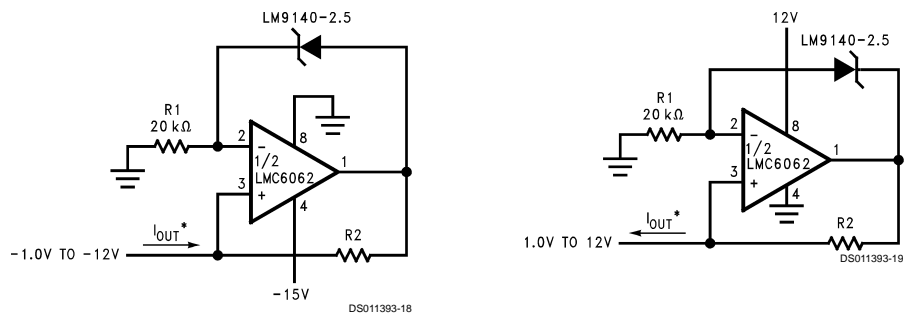 LM9140-2.5
R1
20 kΩ
2
-
8
1/2
LMC6062
1
3
+
4
IOUT*
R2
-1.0V TO -12V
-15V
DS011393-18
12V
LM9140-2.5
R1
20 kΩ
2
-
8
1/2
LMC6062
1
3
+
4
IOUT*
R2
1.0V TO 12V
DS011393-19